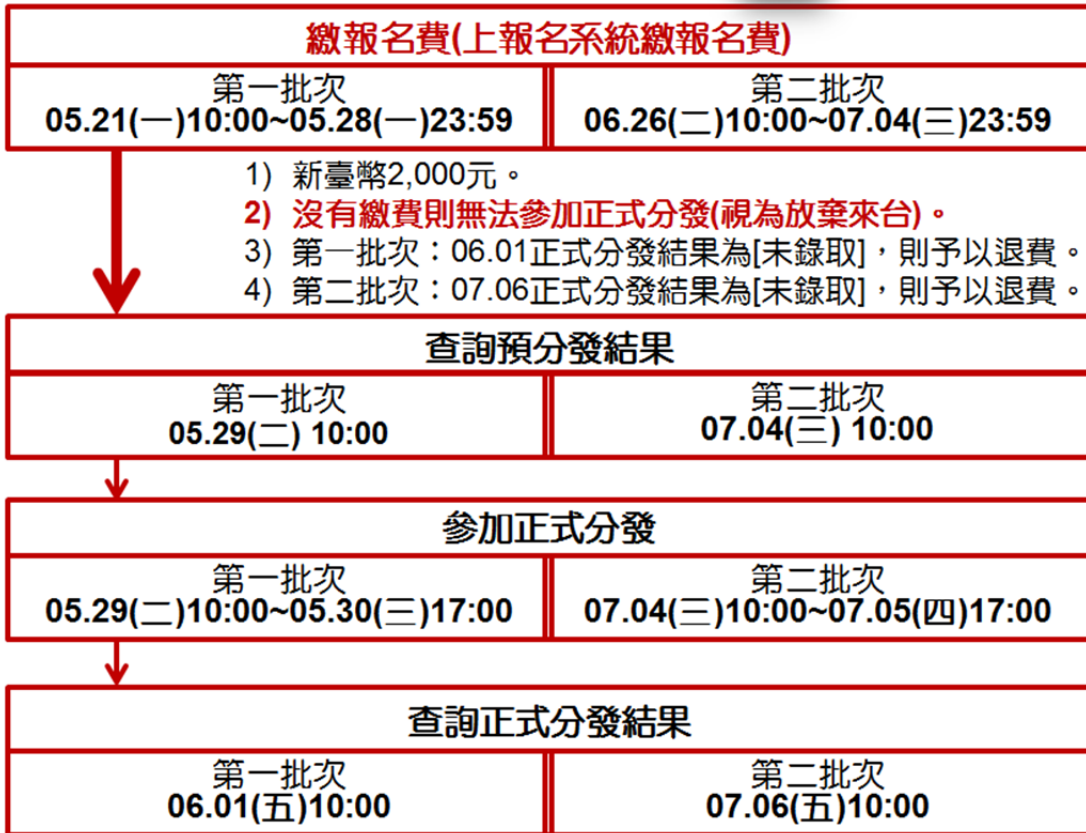 繳報名費(上報名系統繳報名費)
第一批次
05.21(一)10:00~05.28(一)23:59
第二批次
06.26(二)10:00~07.04(三)23:59
1) 新臺幣2,000元。
2) 沒有繳費則無法參加正式分發(視為放棄來台)。
3) 第一批次：06.01正式分發結果為[未錄取]，則予以退費。
4) 第二批次：07.06正式分發結果為[未錄取]，則予以退費。
查詢預分發結果
第一批次
05.29(二) 10:00
第二批次
07.04(三) 10:00
參加正式分發
第一批次
05.29(二)10:00~05.30(三)17:00
第二批次
07.04(三)10:00~07.05(四)17:00
查詢正式分發結果
第一批次
06.01(五)10:00
第二批次
07.06(五)10:00